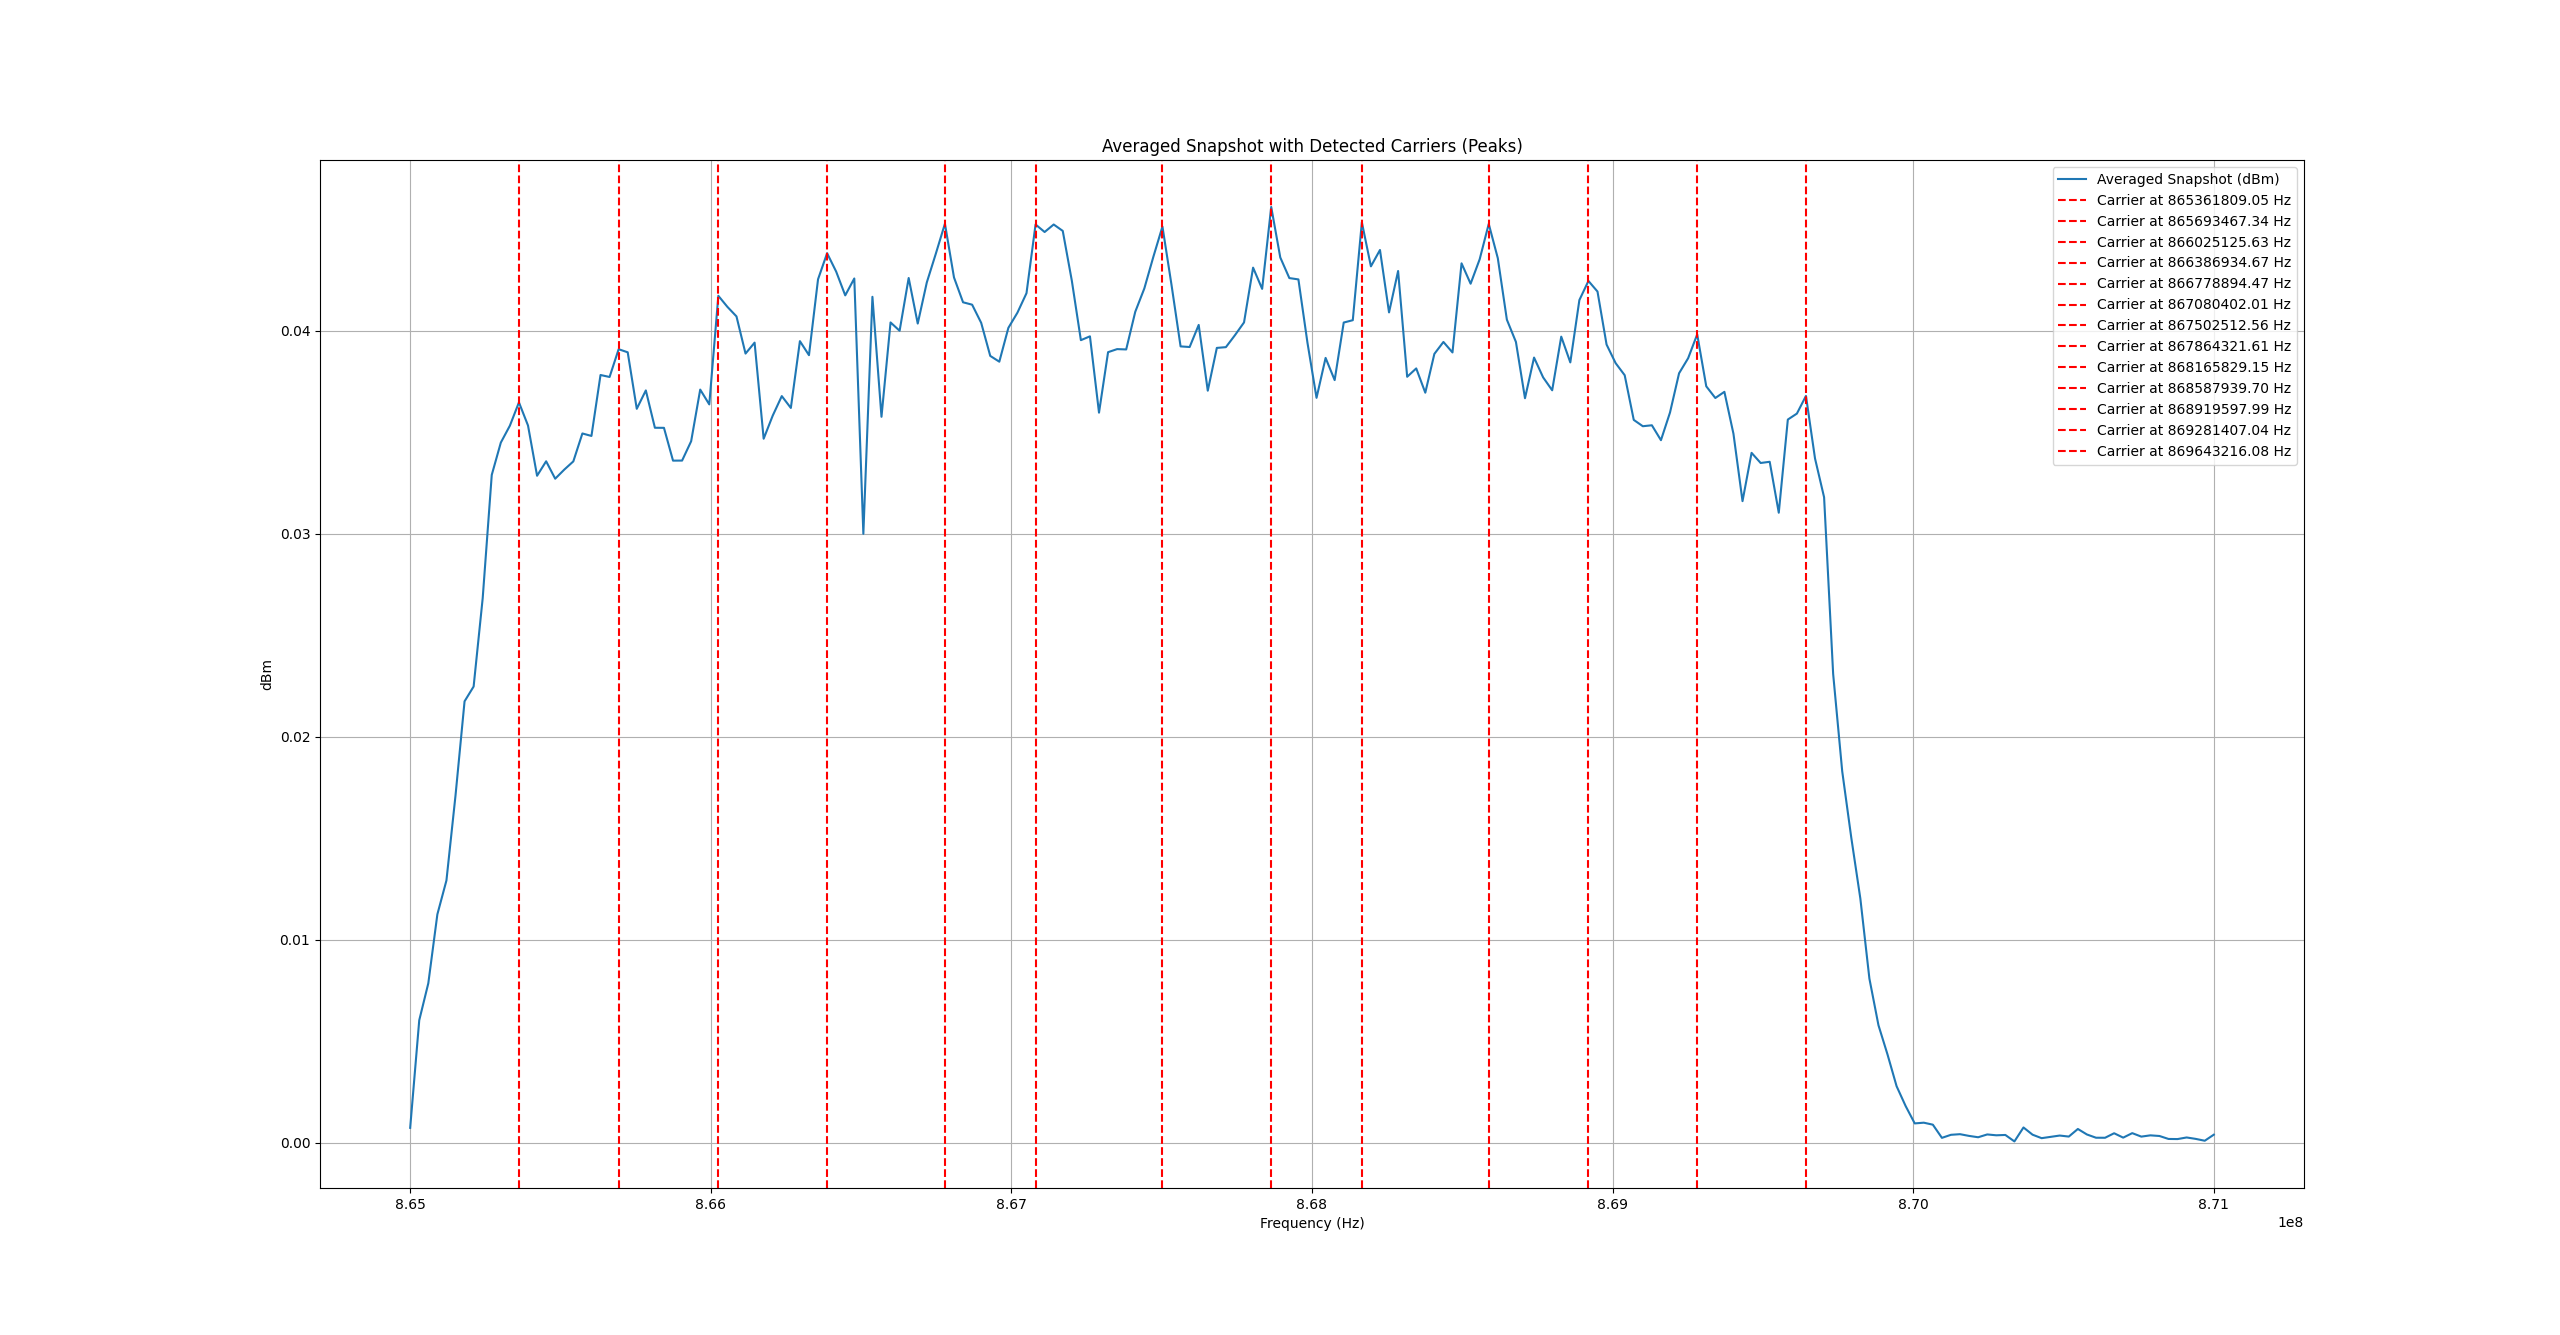 Averaged Snapshot with Detected Carriers (Peaks)
Averaged Snapshot (dBm)
Carrier at 865361809.05 Hz
Carrier at 865693467.34 Hz
Carrier at 866025125.63 Hz
Carrier at 866386934.67 Hz
Carrier at 866778894.47 Hz
Carrier at 867080402.01 Hz
Carrier at 867502512.56 Hz
Carrier at 867864321.61 Hz
Carrier at 868165829.15 Hz
Carrier at 868587939.70 Hz
Carrier at 868919597.99 Hz
Carrier at 869281407.04 Hz
Carrier at 869643216.08 Hz
0.04
0.03
0.02
0.01
0.00
dBm
8.65 8.66 8.67 8.68 8.69 8.70 8.71
Frequency (Hz)
1e8